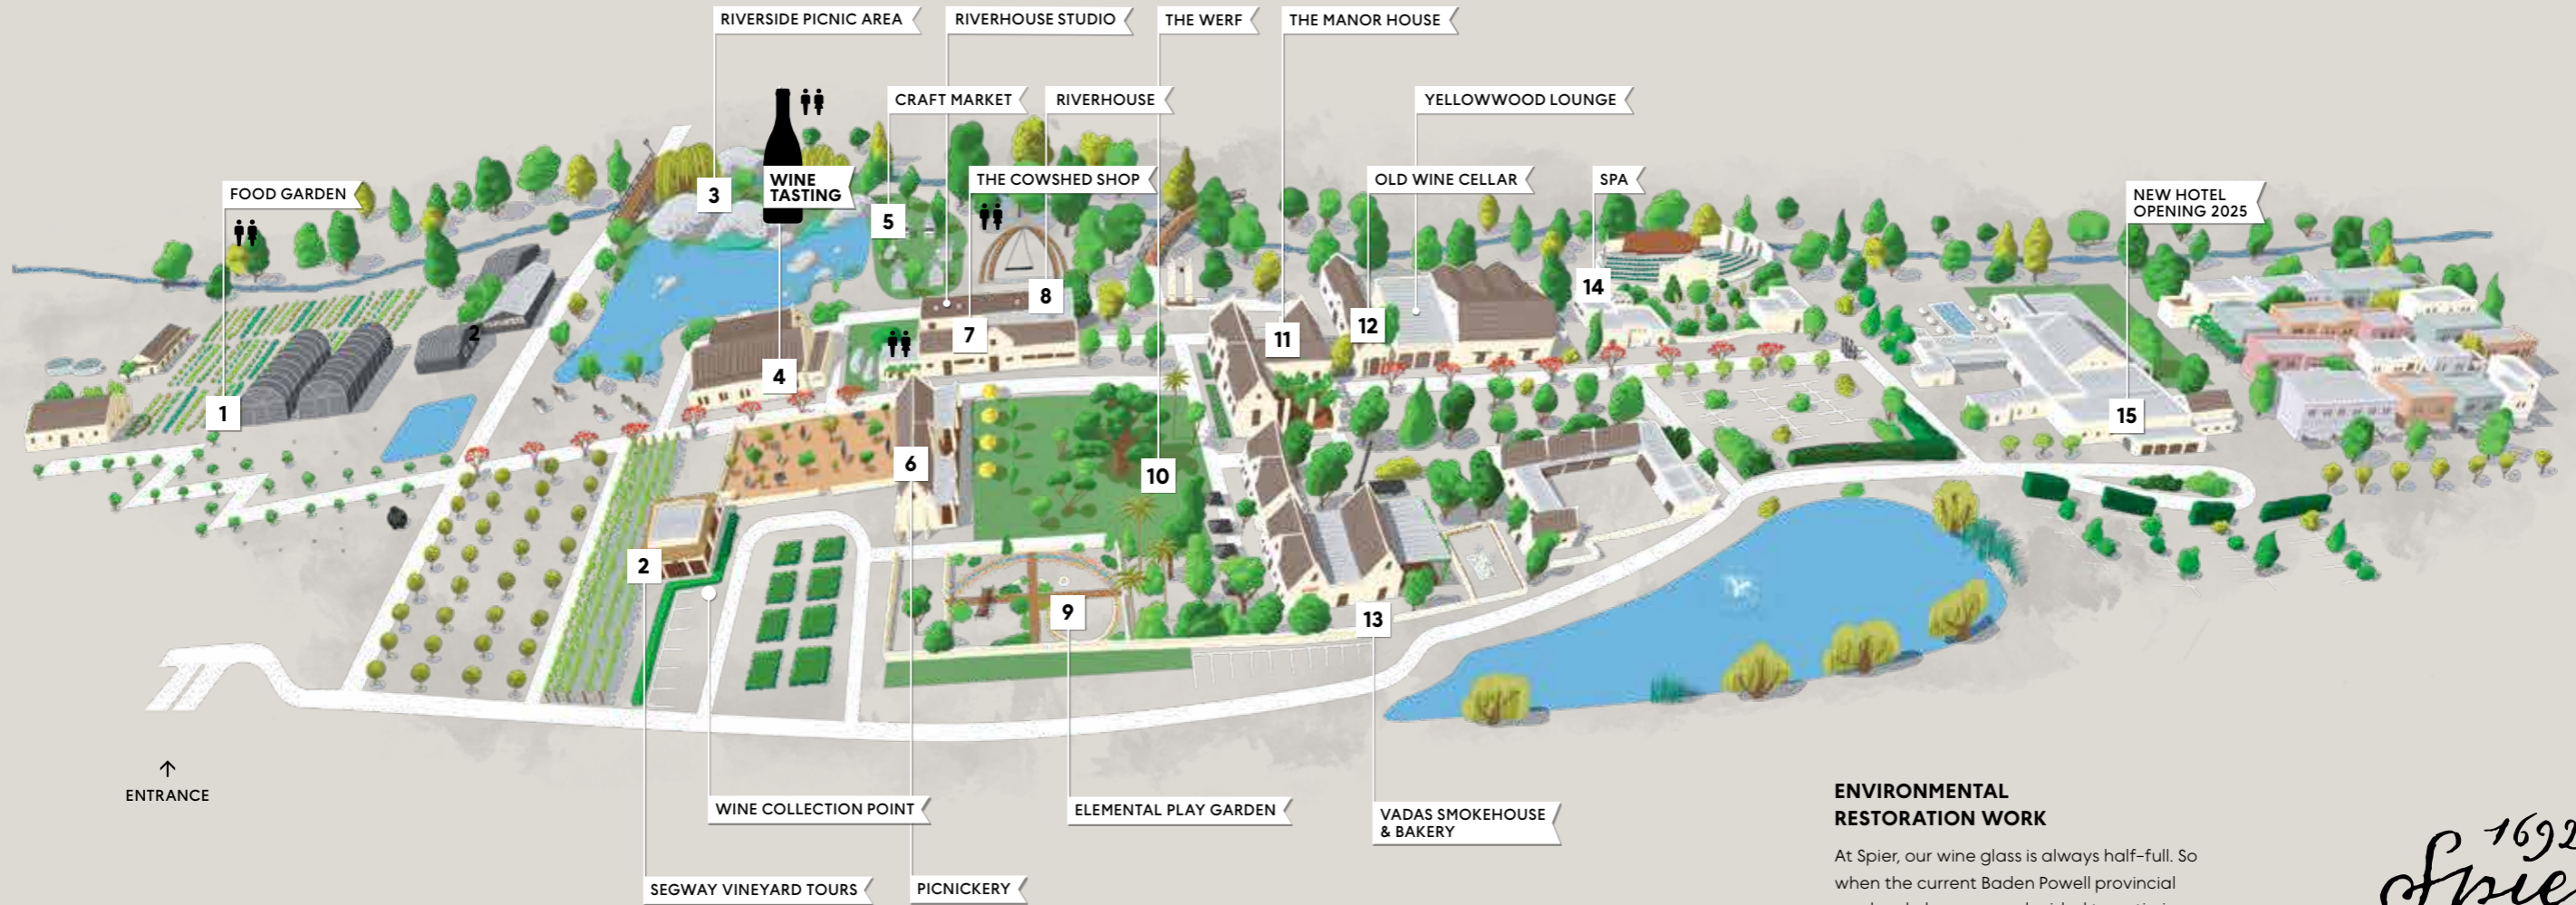 RIVERSIDE PICNIC AREA
RIVERHOUSE STUDIO
THE WERF
THE MANOR HOUSE
CRAFT MARKET
RIVERHOUSE
YELLOWWOOD LOUNGE
FOOD GARDEN
WINE
TASTING
THE COWSHED SHOP
OLD WINE CELLAR
SPA
NEW HOTEL
OPENING 2025
3
5
14
8
12
2
7
11
4
1
15
6
10
2
9
13
ENTRANCE
WINE COLLECTION POINT
ELEMENTAL PLAY GARDEN
VADAS SMOKEHOUSE
& BAKERY
SEGWAY VINEYARD TOURS
PICNICKERY
ENVIRONMENTAL
RESTORATION WORK
At Spier, our wine glass is always half-full. So
when the current Baden Powell provincial
1692
Spier